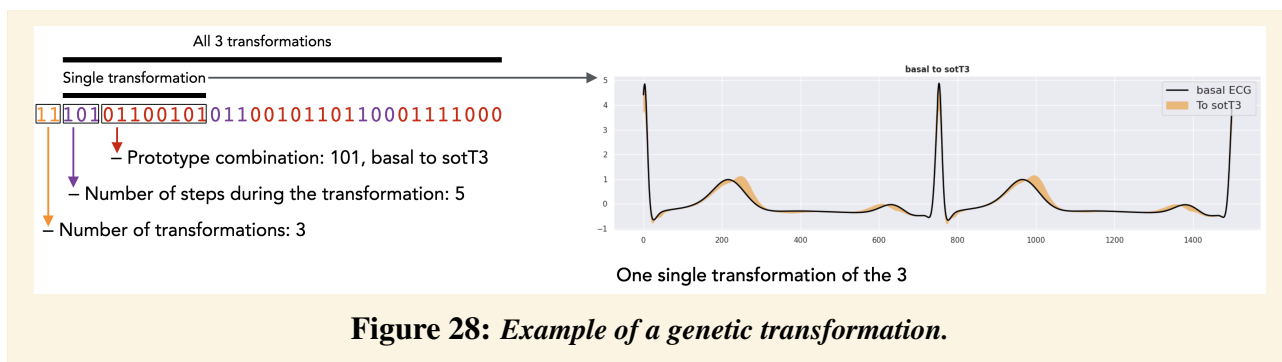 All 3 transformations
Single transformation
1110101100101011001011011000011111000
– Prototype combination: 101, basal to sotT3
– Number of steps during the transformation: 5
– Number of transformations: 3
basal to sotT3
basal ECG
To sotT3
5
4
3
2
1
0
−1
0
200
400
600
800
1000
1200
1400
One single transformation of the 3
Figure 28: Example of a genetic transformation.